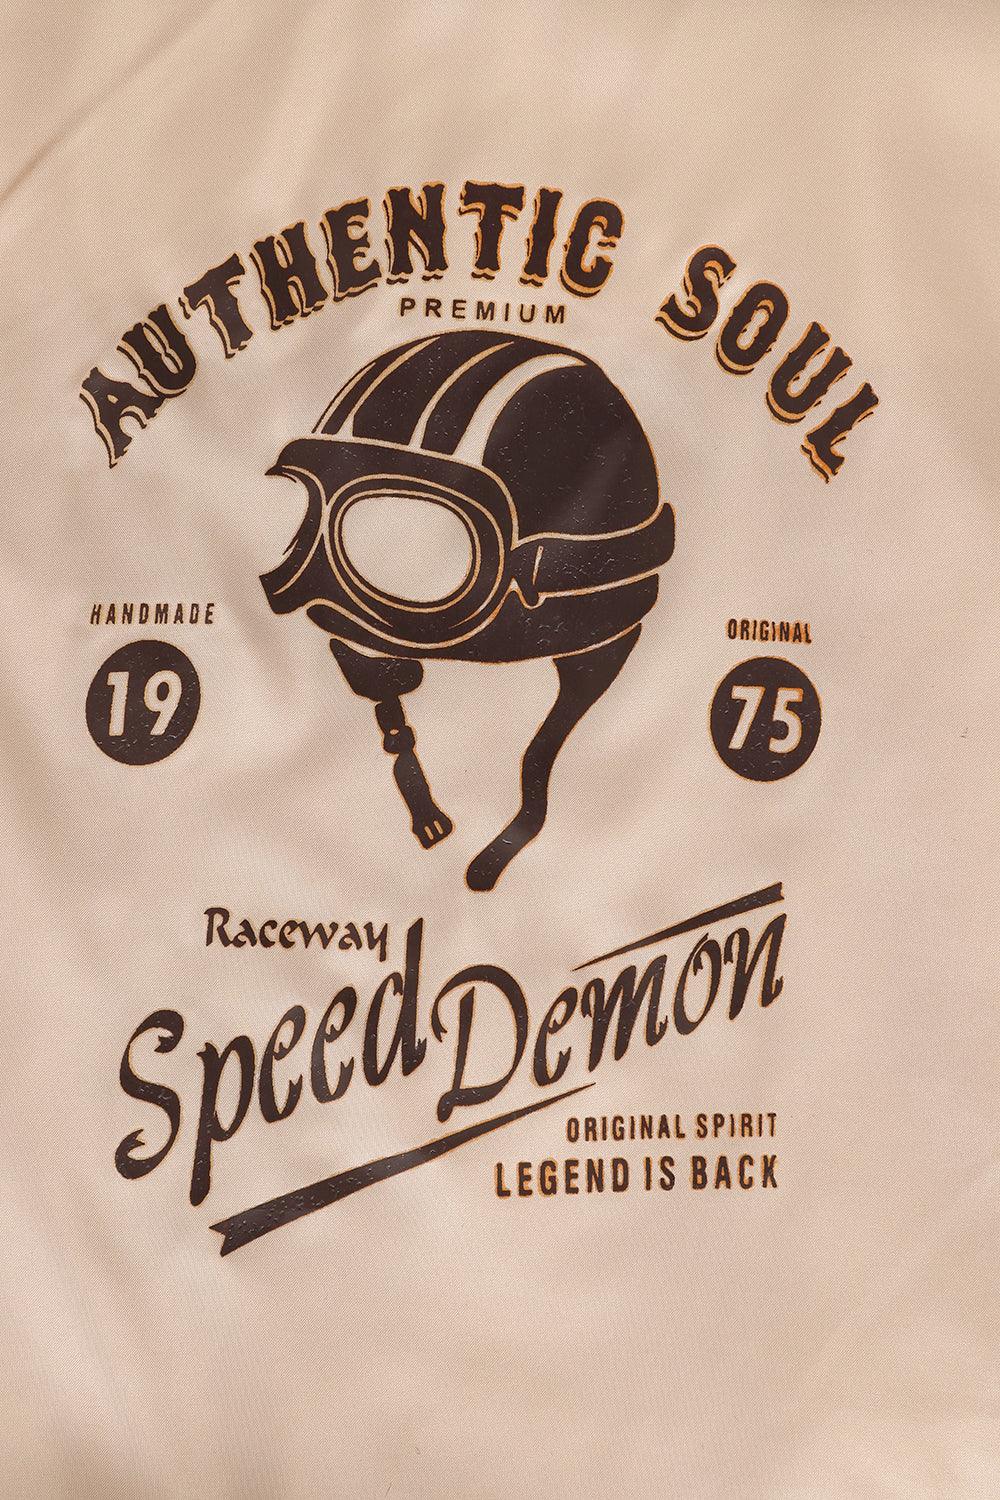 AUTHENTIC SOUL
PREMIUM
HANDMADE
19
ORIGINAL
75
Raceway
Speed Demon
ORIGINAL SPIRIT
LEGEND IS BACK